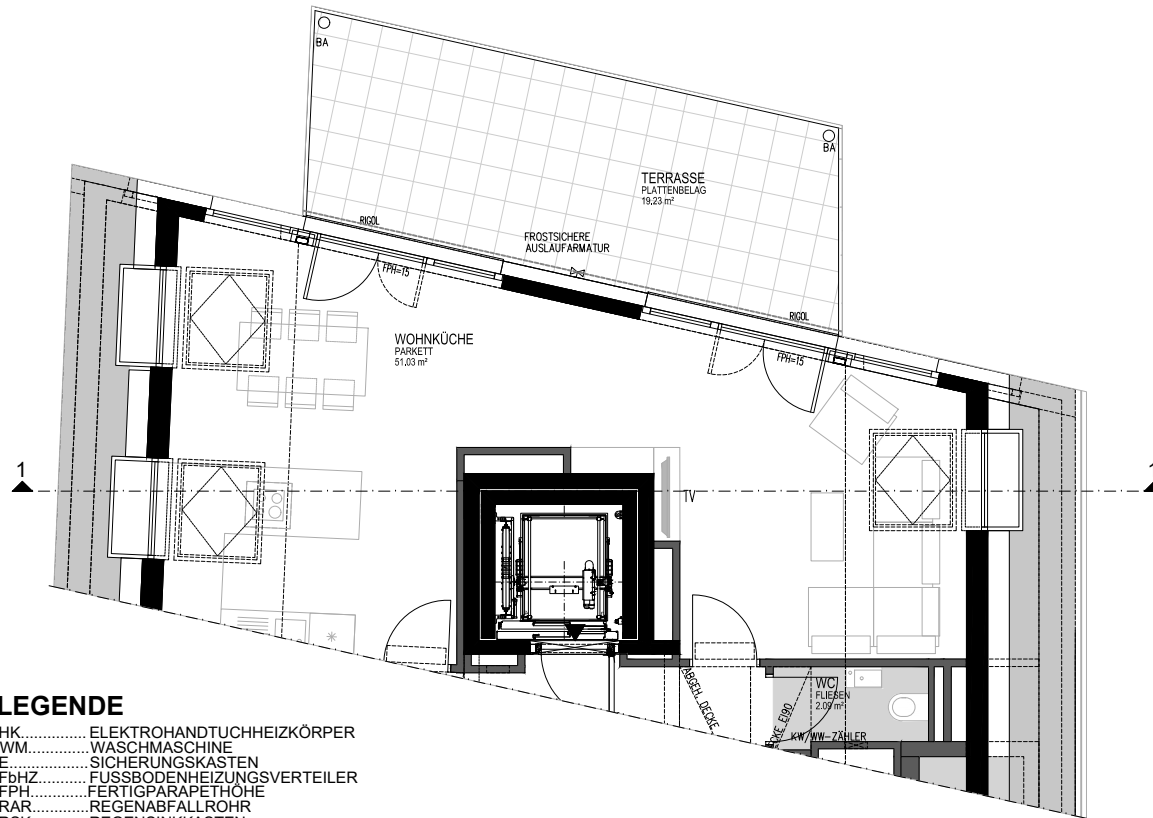 BA
BA
TERRASSE
PLATTENBELAG
19,23 m²
RIGOL
FROSTSICHERE
AUSLAUFARMATUR
FPH=15
RIGOL
WOHNKÜCHE
PARKETT
51,03 m²
FPH=15
1
1
TV
ABGEH. DECKE
WC
FLIESEN
2.09 m²
DECKE EI90
KW/WW-ZÄHLER
LEGENDE
HK.............. ELEKTROHANDTUCHHEIZKÖRPER
WM.............WASCHMASCHINE
E..................SICHERUNGSKASTEN
FbHZ........... FUSSBODENHEIZUNGSVERTEILER
FPH.............FERTIGPARAPETHÖHE
RAR.............REGENABFALLROHR